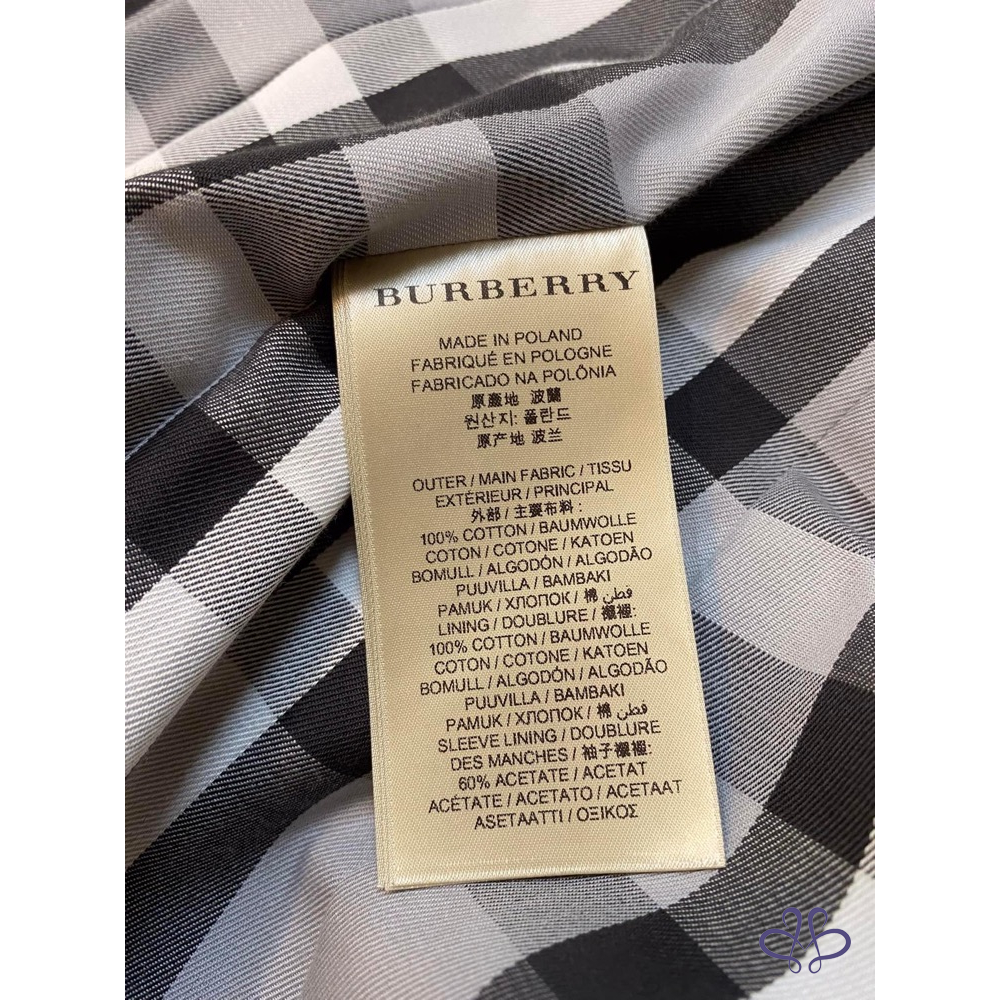 BURBERRY
MADE IN POLAND
FABRIQUÉ EN POLOGNE
FABRICADO NA POLÔNIA
原產地 波蘭
원산지: 폴란드
原产地 波兰
OUTER / MAIN FABRIC / TISSU
EXTÉRIEUR / PRINCIPAL
外部 / 主要布料 :
100% COTTON / BAUMWOLLE
COTON / COTONE / KATOEN
BOMULL / ALGODÓN / ALGODÃO
PUUVILLA / BAMBAKI
PAMUK / ХЛОПОК / 棉 قطن
LINING / DOUBLURE / 襯裡:
100% COTTON / BAUMWOLLE
COTON / COTONE / KATOEN
BOMULL / ALGODÓN / ALGODÃO
PUUVILLA / BAMBAKI
PAMUK / ХЛОПОК / 棉 قطن
SLEEVE LINING / DOUBLURE
DES MANCHES / 袖子襯裡:
60% ACETATE / ACETAT
ACÉTATE / ACETATO / ACETAAT
ASETAATTI / ΟΞΙΚΟΣ